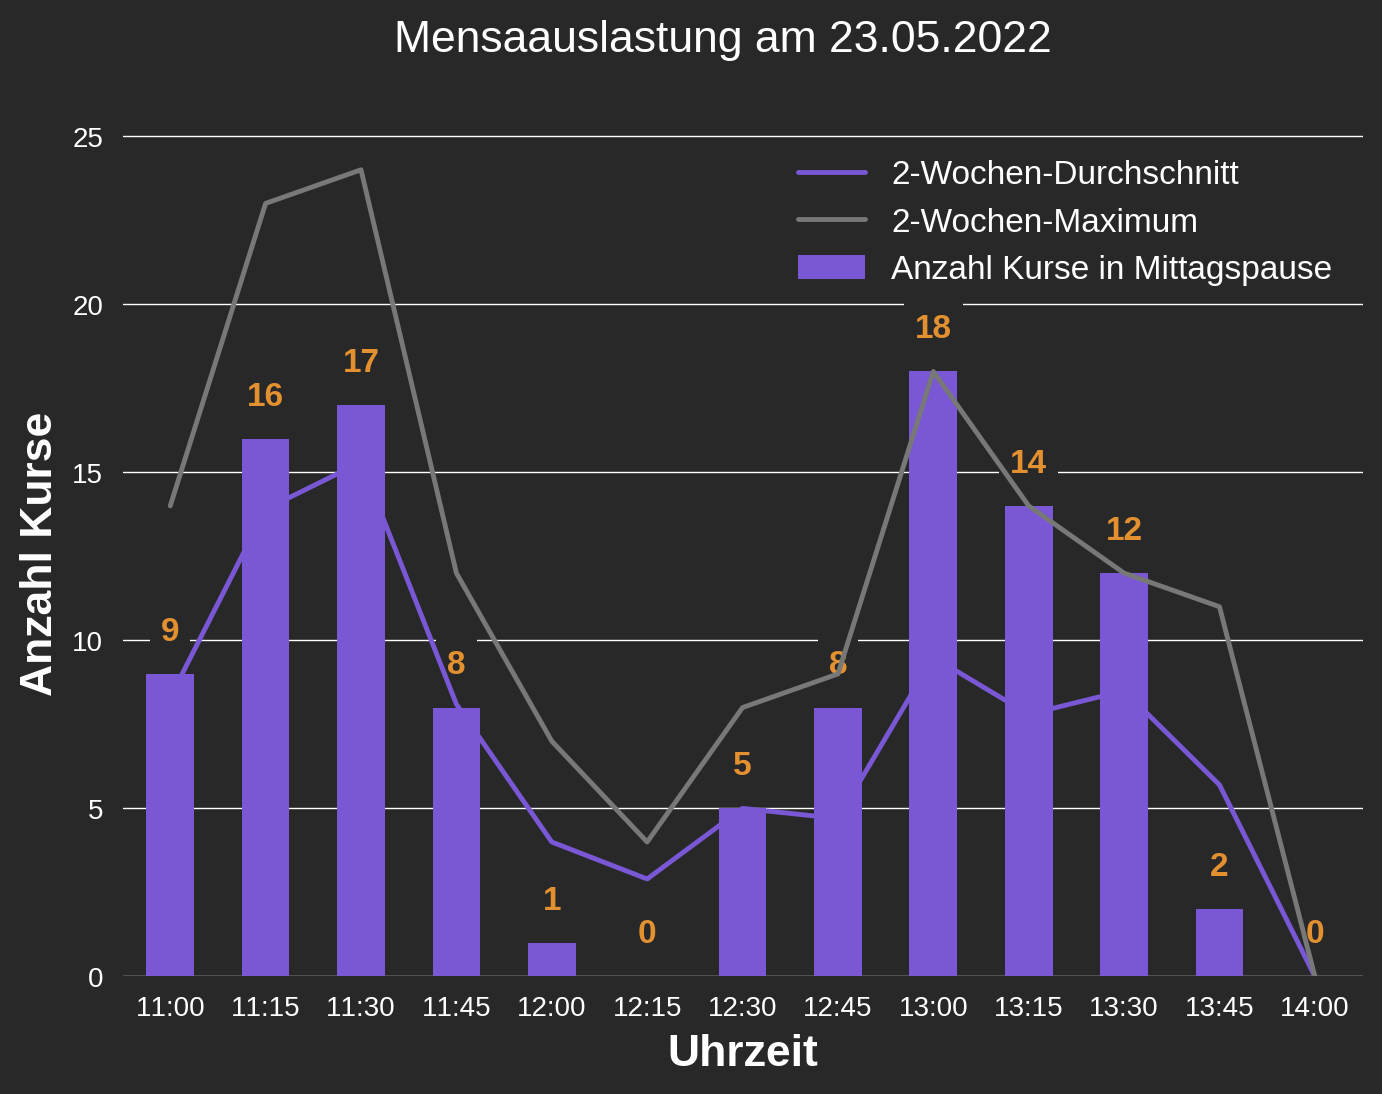 Mensaauslastung am 23.05.2022
25
2-Wochen-Durchschnitt
2-Wochen-Maximum
Anzahl Kurse in Mittagspause
20
18
17
16
15
14
12
10
9
8
8
5
5
2
1
0
0
0
Anzahl Kurse
11:00 11:15 11:30 11:45 12:00 12:15 12:30 12:45 13:00 13:15 13:30 13:45 14:00
Uhrzeit